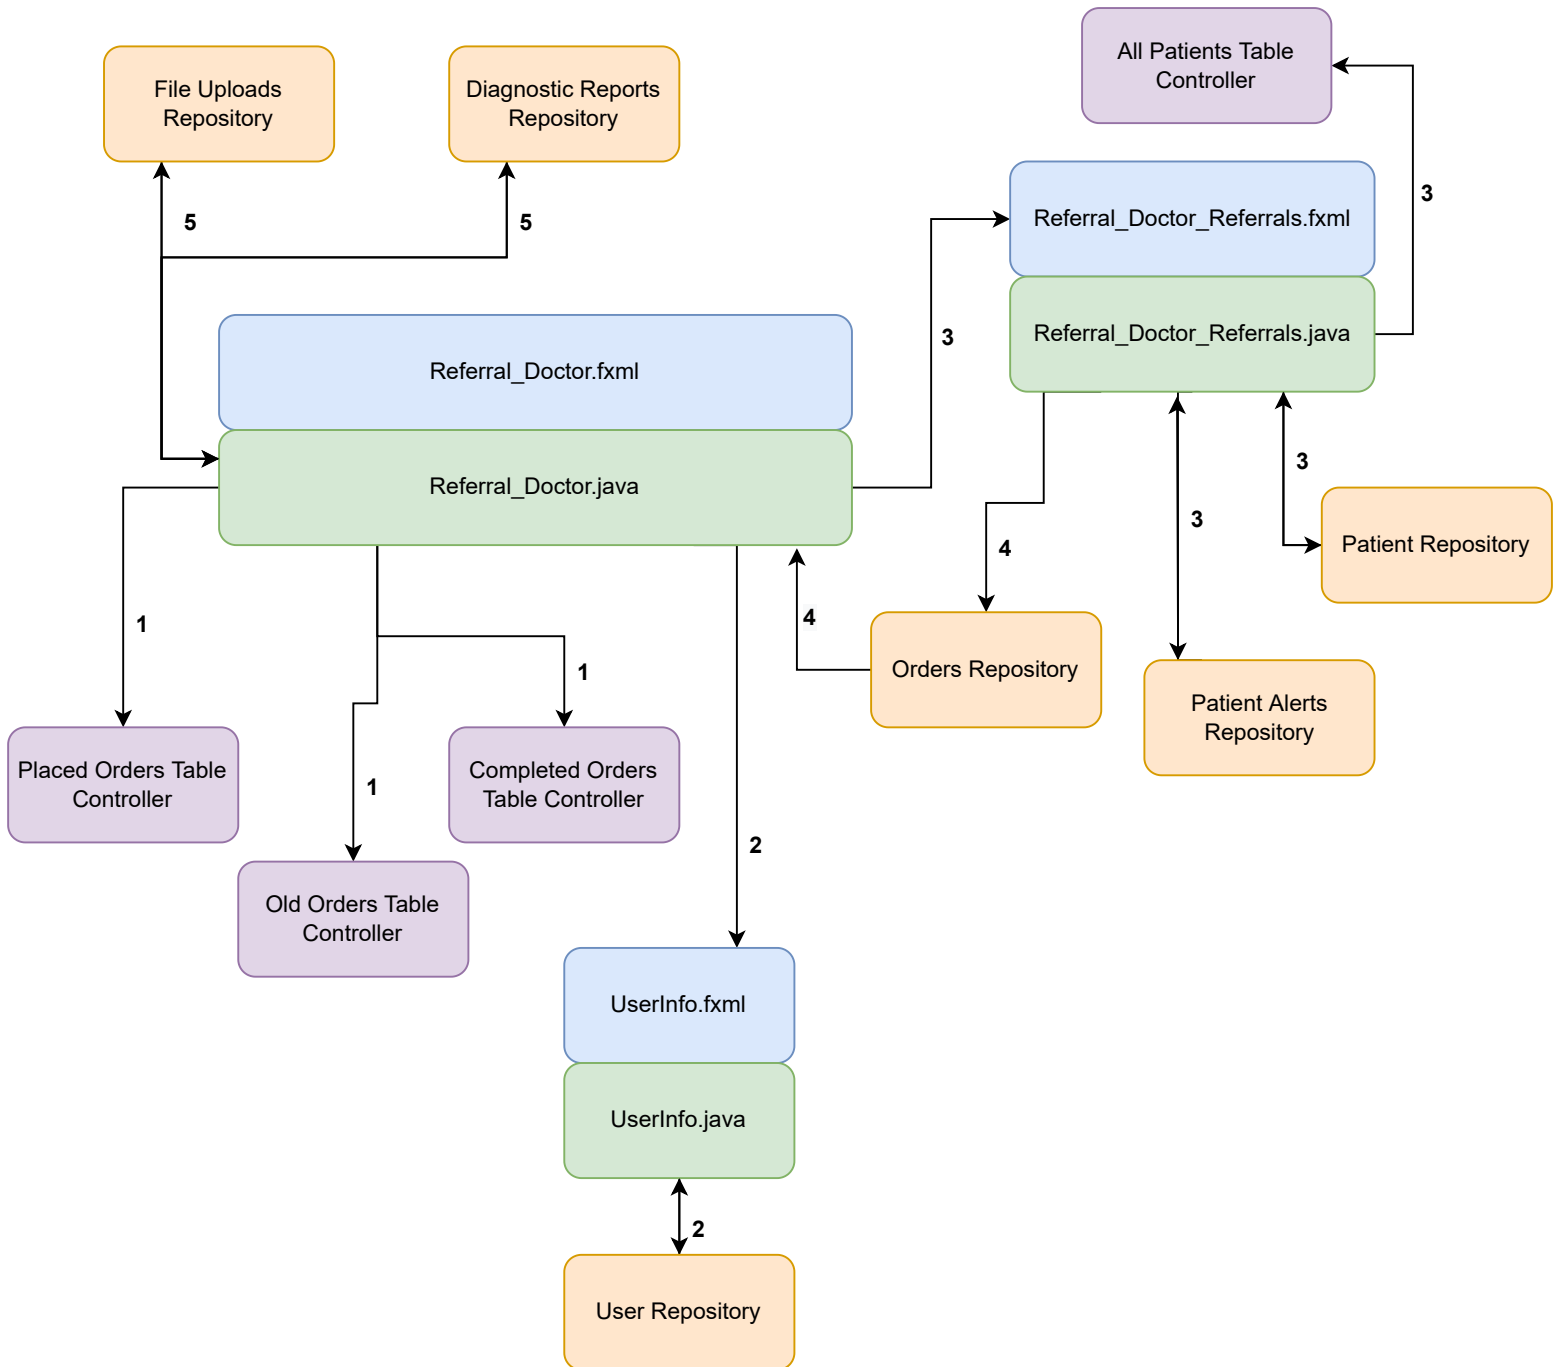 All Patients Table
Controller
File Uploads
Repository
Diagnostic Reports
Repository
3
5
5
Referral_Doctor_Referrals.fxml
Referral_Doctor_Referrals.java
3
Referral_Doctor.fxml
Referral_Doctor.java
3
3
4
Patient Repository
4
1
1
Orders Repository
Patient Alerts
Repository
Placed Orders Table
Controller
1
Completed Orders
Table Controller
2
Old Orders Table
Controller
UserInfo.fxml
UserInfo.java
2
User Repository